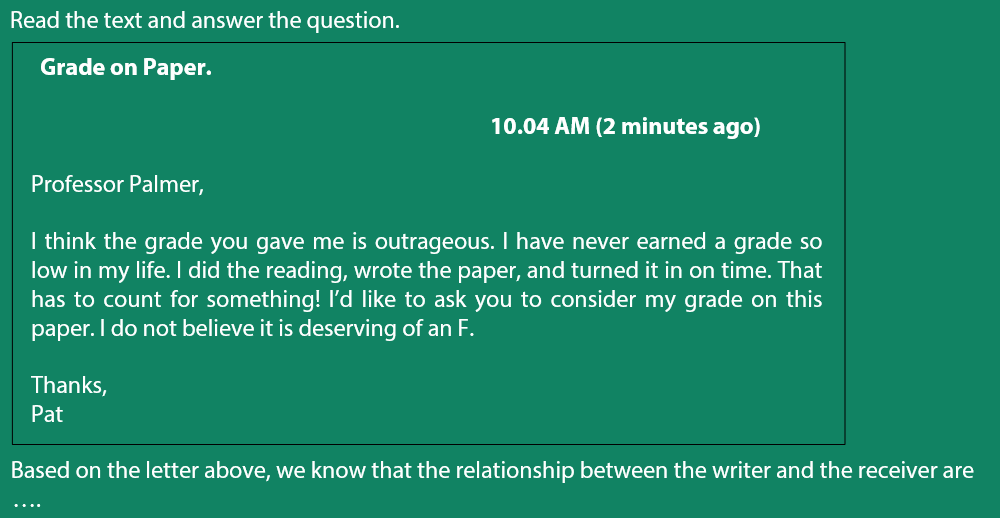 Read the text and answer the question.
Grade on Paper.
10.04 AM (2 minutes ago)
Professor Palmer,
I think the grade you gave me is outrageous. I have never earned a grade so
low in my life. I did the reading, wrote the paper, and turned it in on time. That
has to count for something! I’d like to ask you to consider my grade on this
paper. I do not believe it is deserving of an F.
Thanks,
Pat
Based on the letter above, we know that the relationship between the writer and the receiver are
….